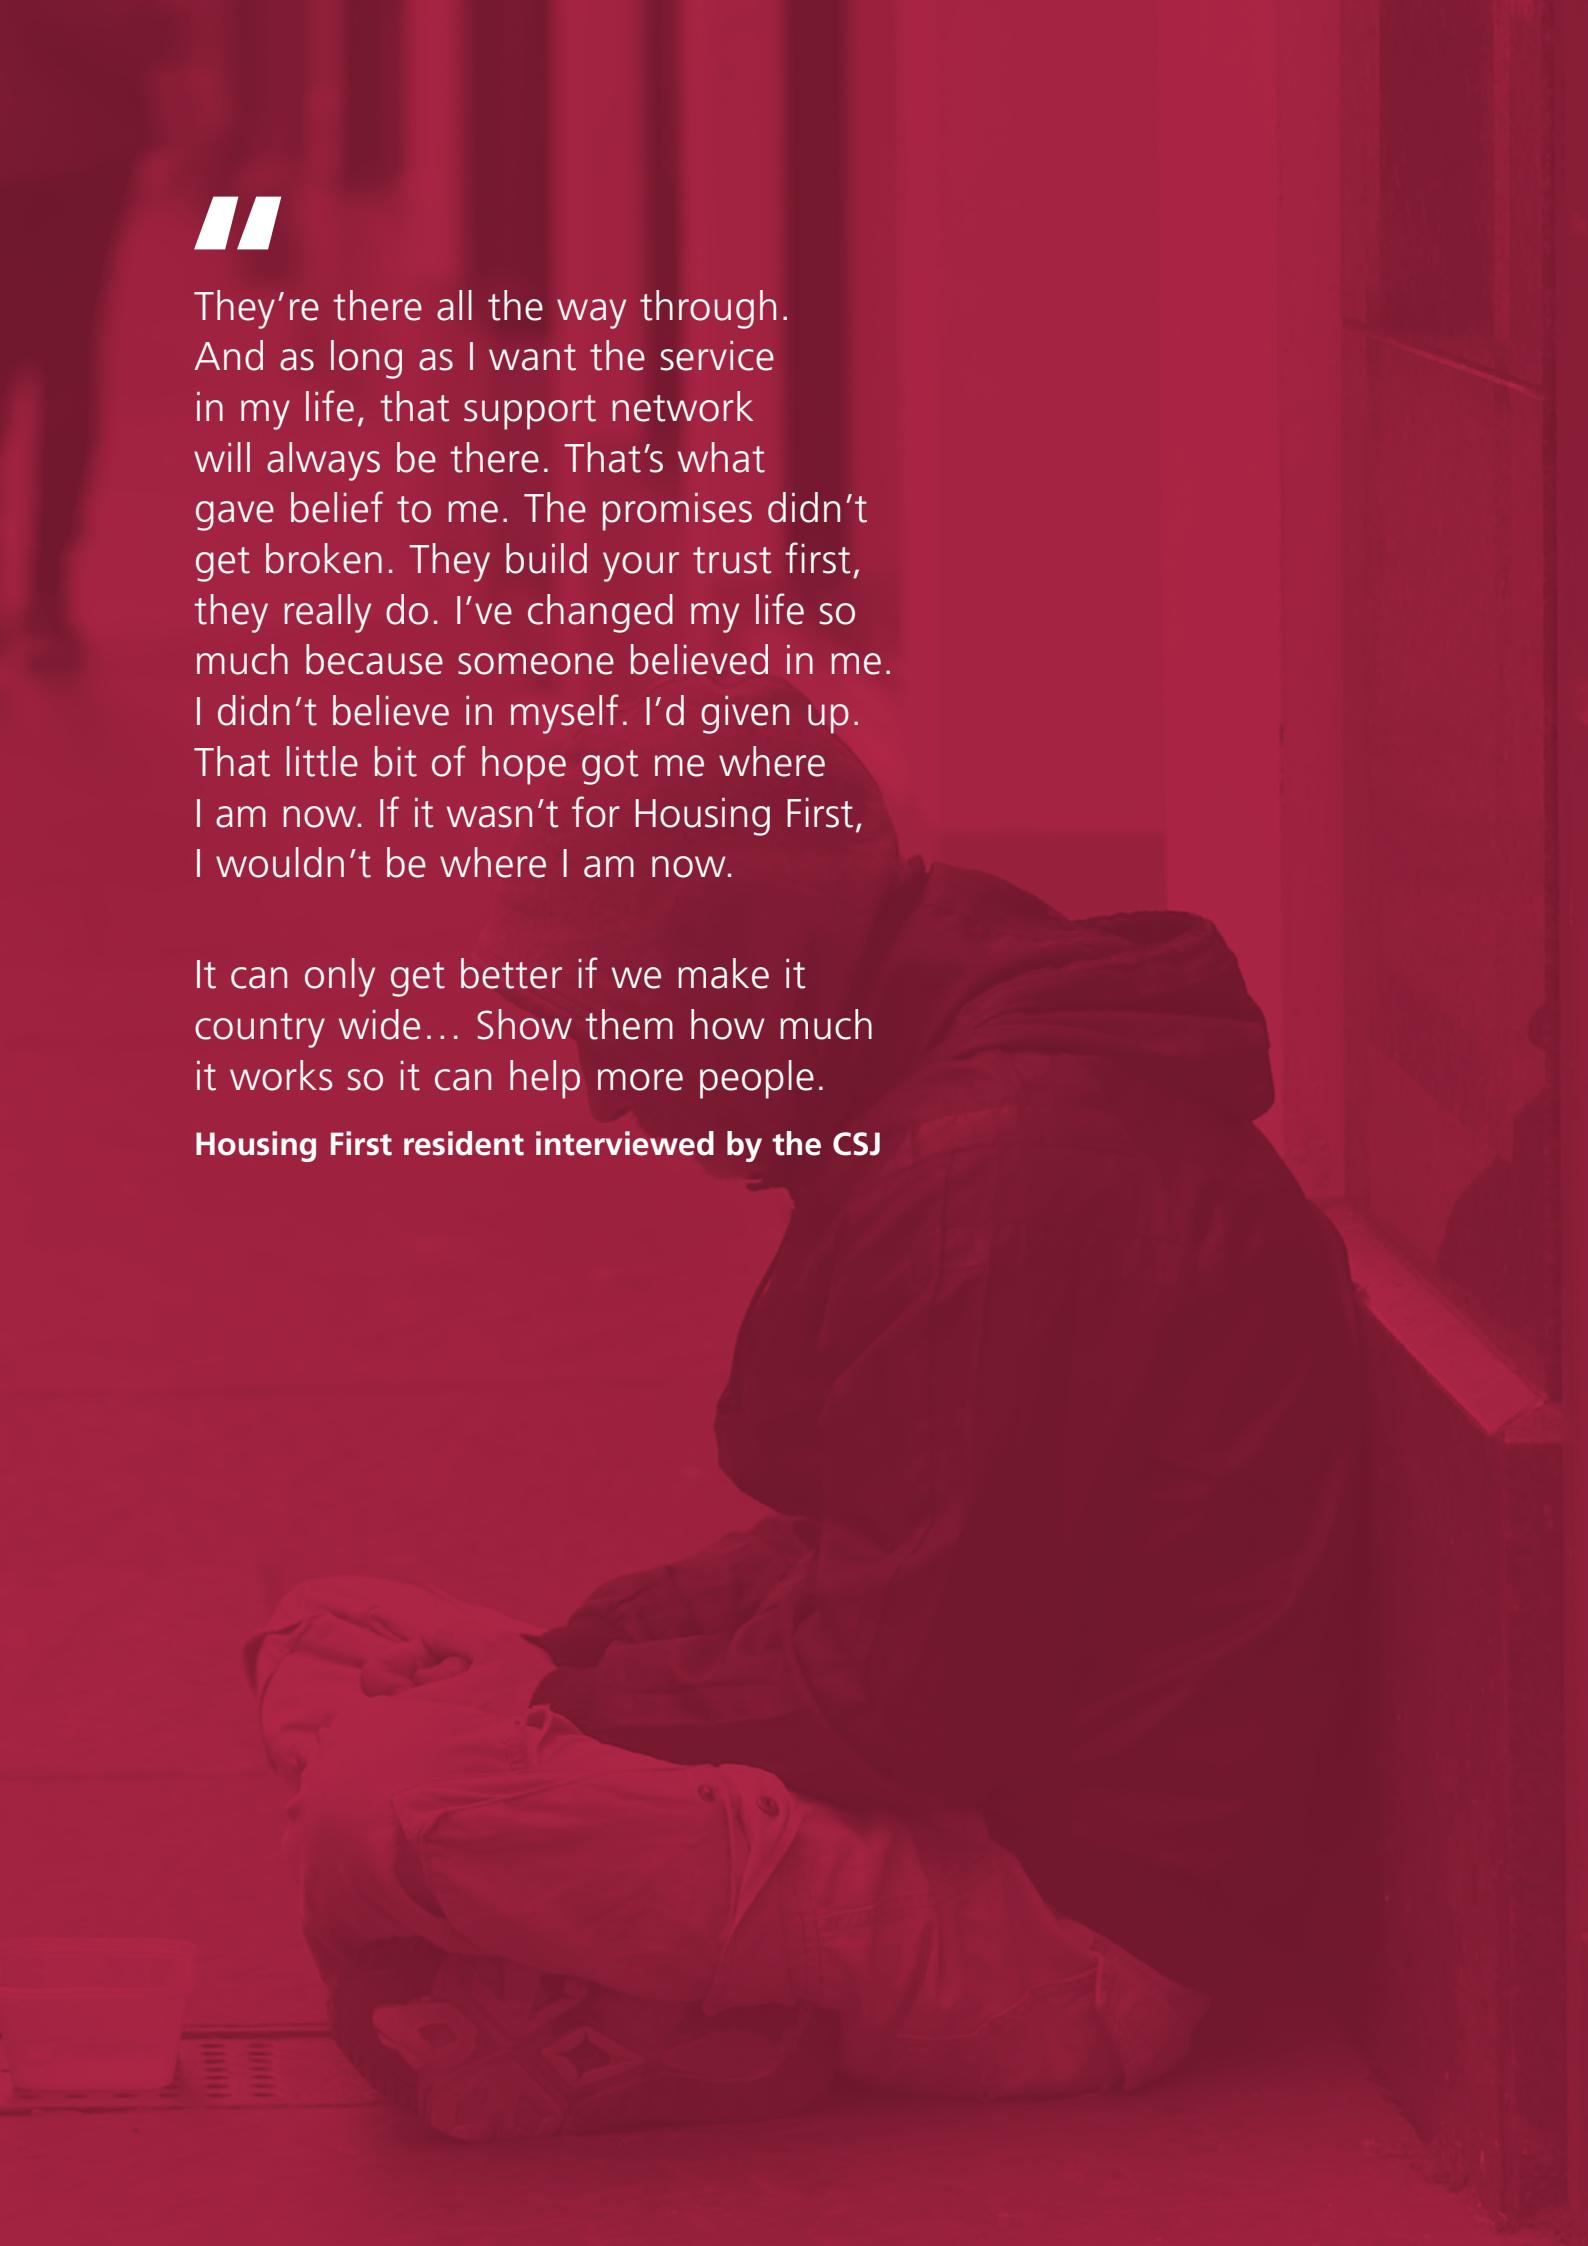 "
They’re there all the way through.
And as long as I want the service
in my life, that support network
will always be there. That’s what
gave belief to me. The promises didn’t
get broken. They build your trust first,
they really do. I’ve changed my life so
much because someone believed in me.
I didn’t believe in myself. I’d given up.
That little bit of hope got me where
I am now. If it wasn’t for Housing First,
I wouldn’t be where I am now.
It can only get better if we make it
country wide… Show them how much
it works so it can help more people.
Housing First resident interviewed by the CSJ